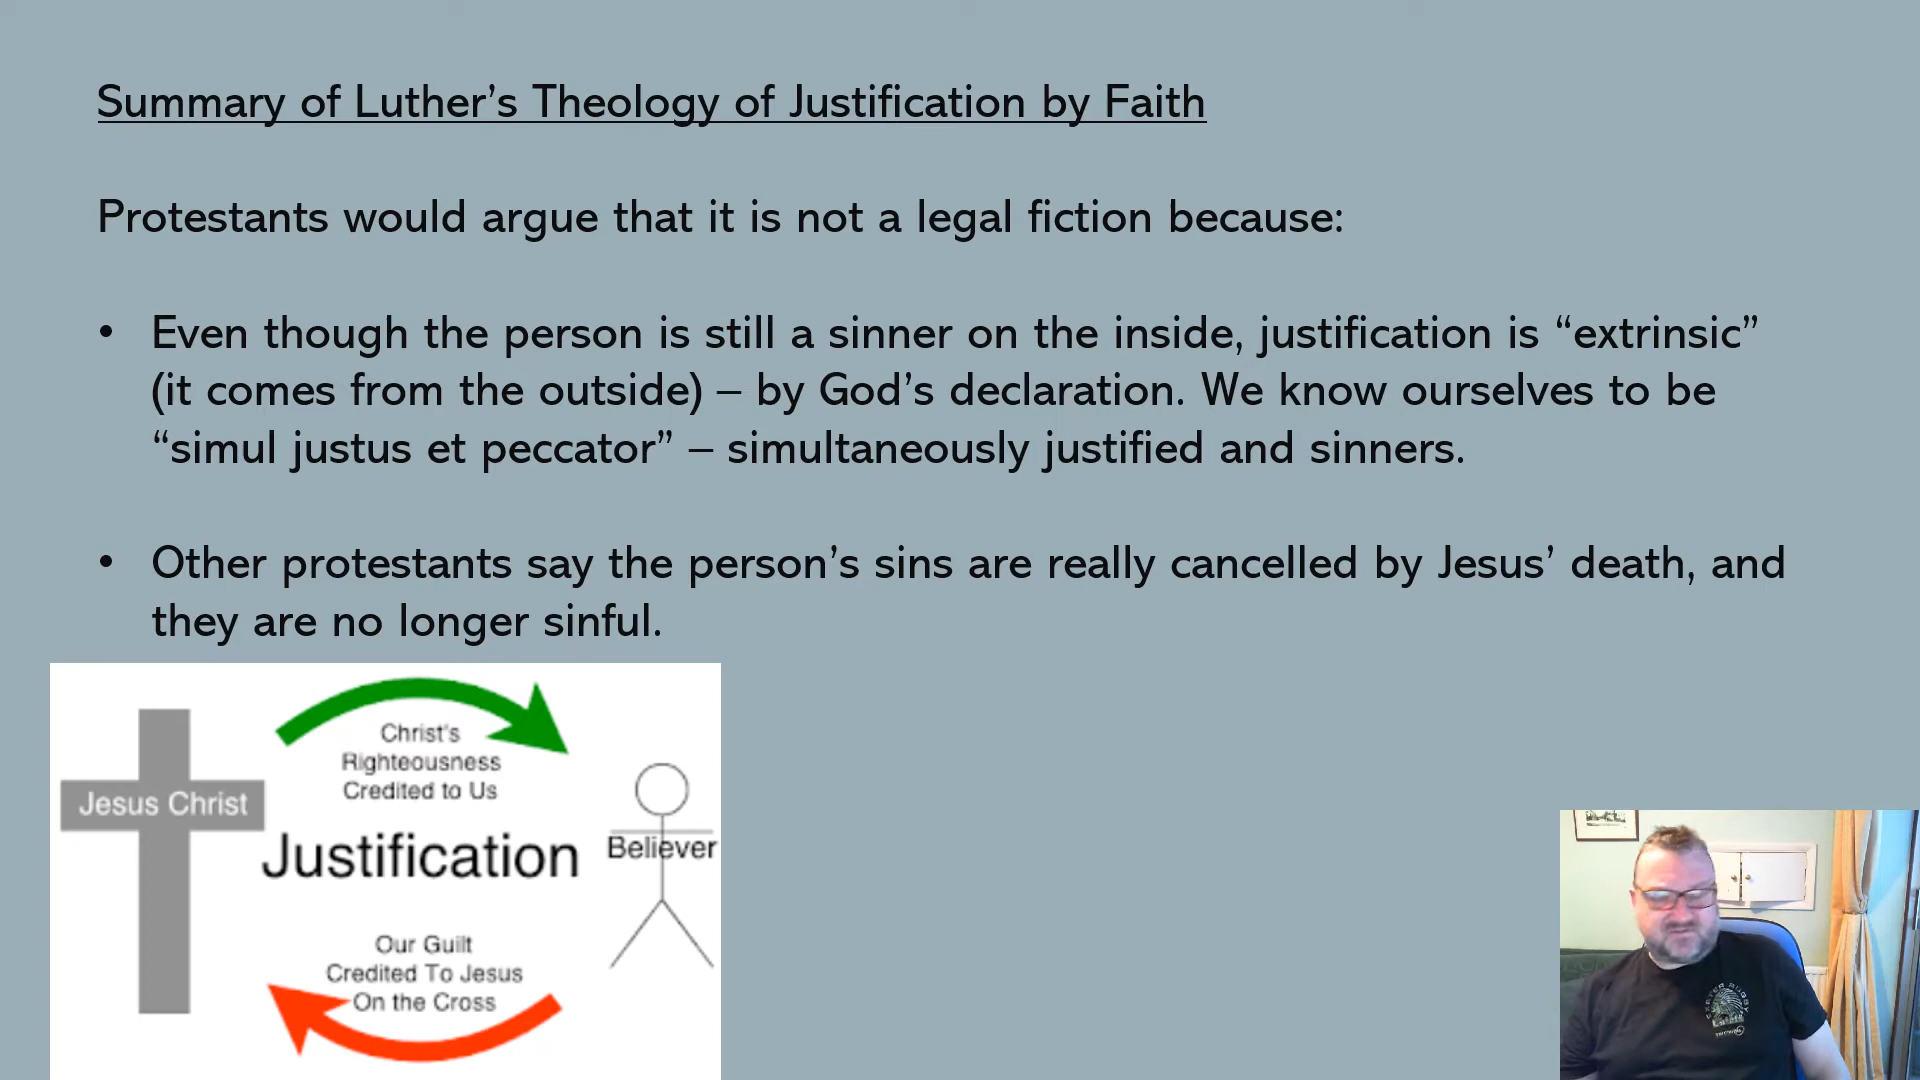 Summary of Luther’s Theology of Justification by Faith
Protestants would argue that it is not a legal fiction because:
• Even though the person is still a sinner on the inside, justification is “extrinsic”
(it comes from the outside) – by God’s declaration. We know ourselves to be
“simul justus et peccator” – simultaneously justified and sinners.
• Other protestants say the person’s sins are really cancelled by Jesus’ death, and
they are no longer sinful.
Christ's
Righteousness
Credited to Us
Jesus Christ
Justification
Believer
Our Guilt
Credited To Jesus
On the Cross
EXETER RUGBY